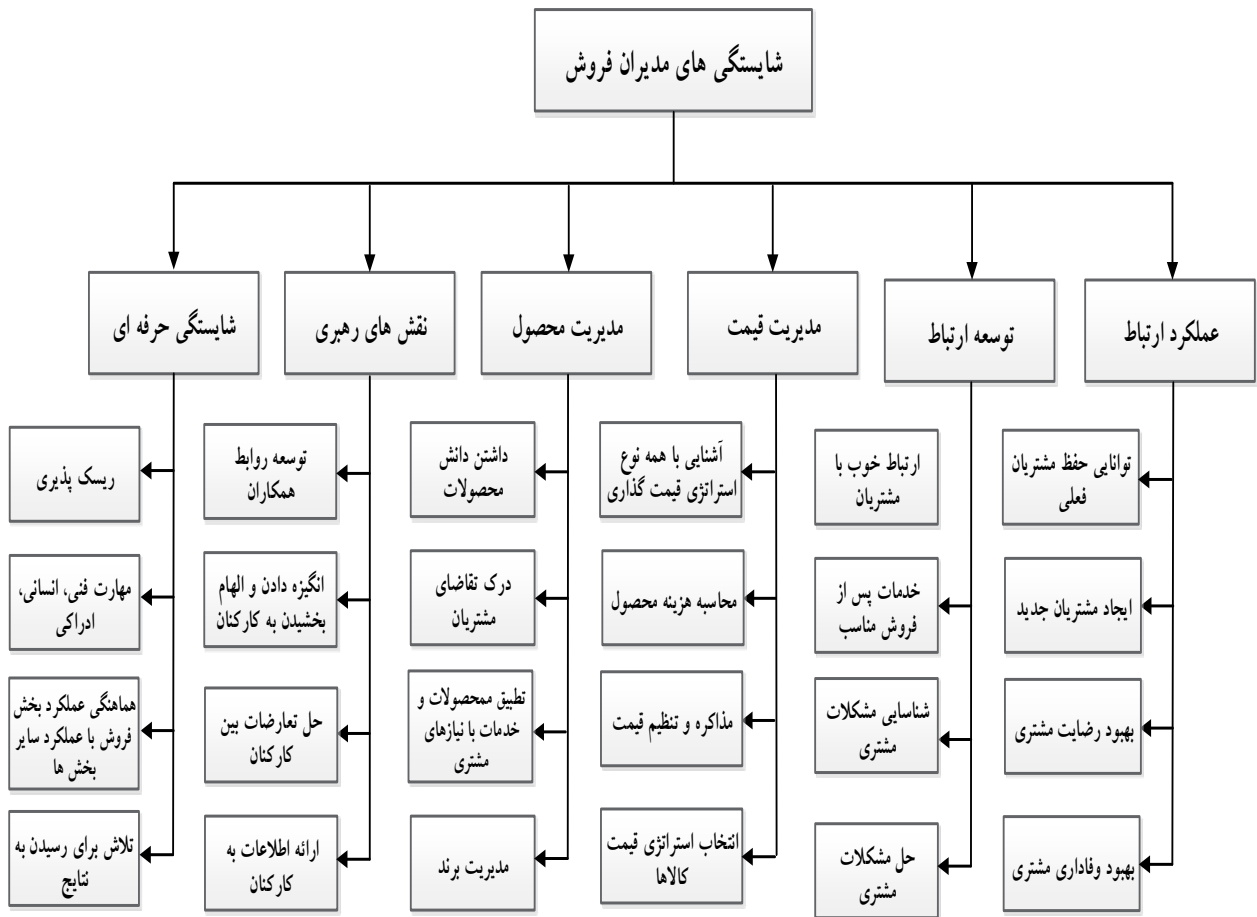 شایستگی های مدیران فروش
عملکرد ارتباط
توسعه ارتباط
مدیریت قیمت
مدیریت محصول
نقش های رهبری
شایستگی حرفه ای
توانایی حفظ مشتریان
فعلی
ایجاد مشتریان جدید
بهبود رضایت مشتری
بهبود وفاداری مشتری
ارتباط خوب با
مشتریان
خدمات پس از
فروش مناسب
شناسایی مشکلات
مشتری
حل مشکلات
مشتری
آشنایی با همه نوع
استراتژی قیمت گذاری
محاسبه هزینه محصول
مذاکره و تنظیم قیمت
انتخاب استراتژی قیمت
کالاها
داشتن دانش
محصولات
درک تقاضای
مشتریان
تطبیق ممحصولات و
خدمات با نیازهای
مشتری
مدیریت برند
توسعه روابط
همکاران
انگیزه دادن و الهام
بخشیدن به کارکنان
حل تعارضات بین
کارکنان
ارائه اطلاعات به
کارکنان
ریسک پذیری
مهارت فنی، انسانی،
ادراکی
هماهنگی عملکرد بخش
فروش با عملکرد سایر
بخش ها
تلاش برای رسیدن به
نتایج